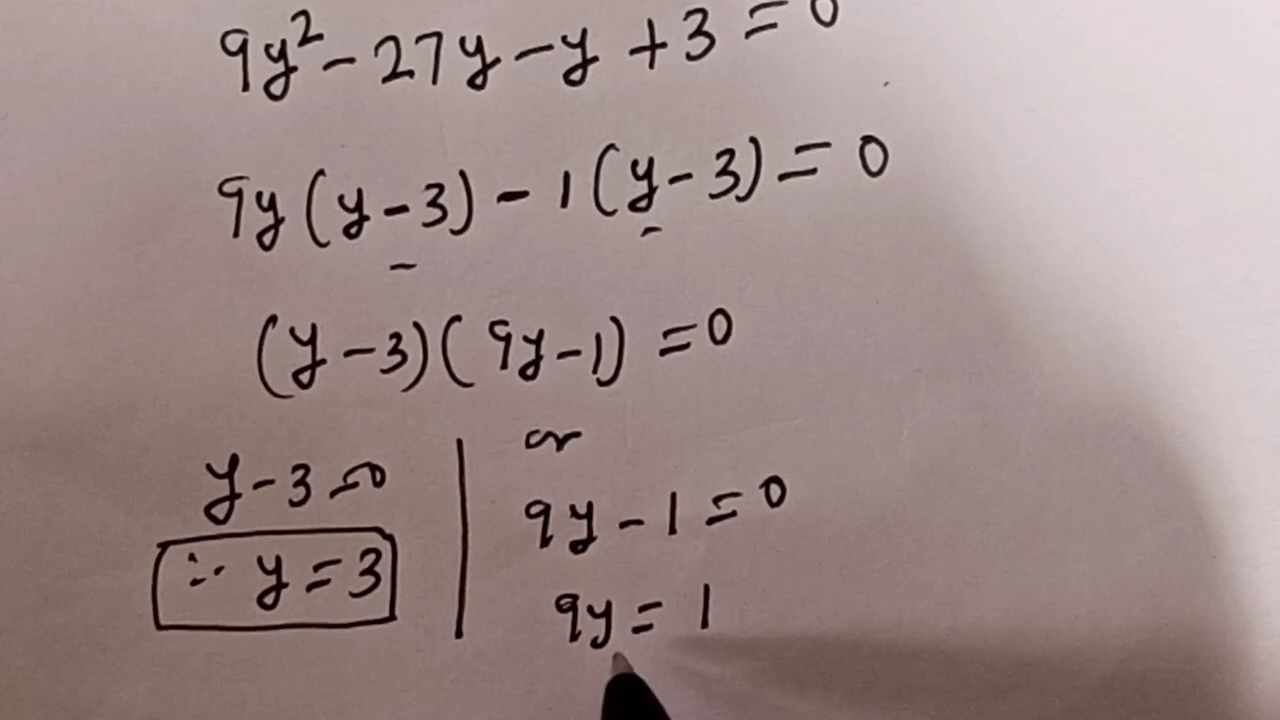 9y² - 27y - y + 3 = 0
9y (y - 3) - 1 (y - 3) = 0
(y - 3) (9y - 1) = 0
y - 3 = 0
∵ y = 3
or
9y - 1 = 0
9y = 1